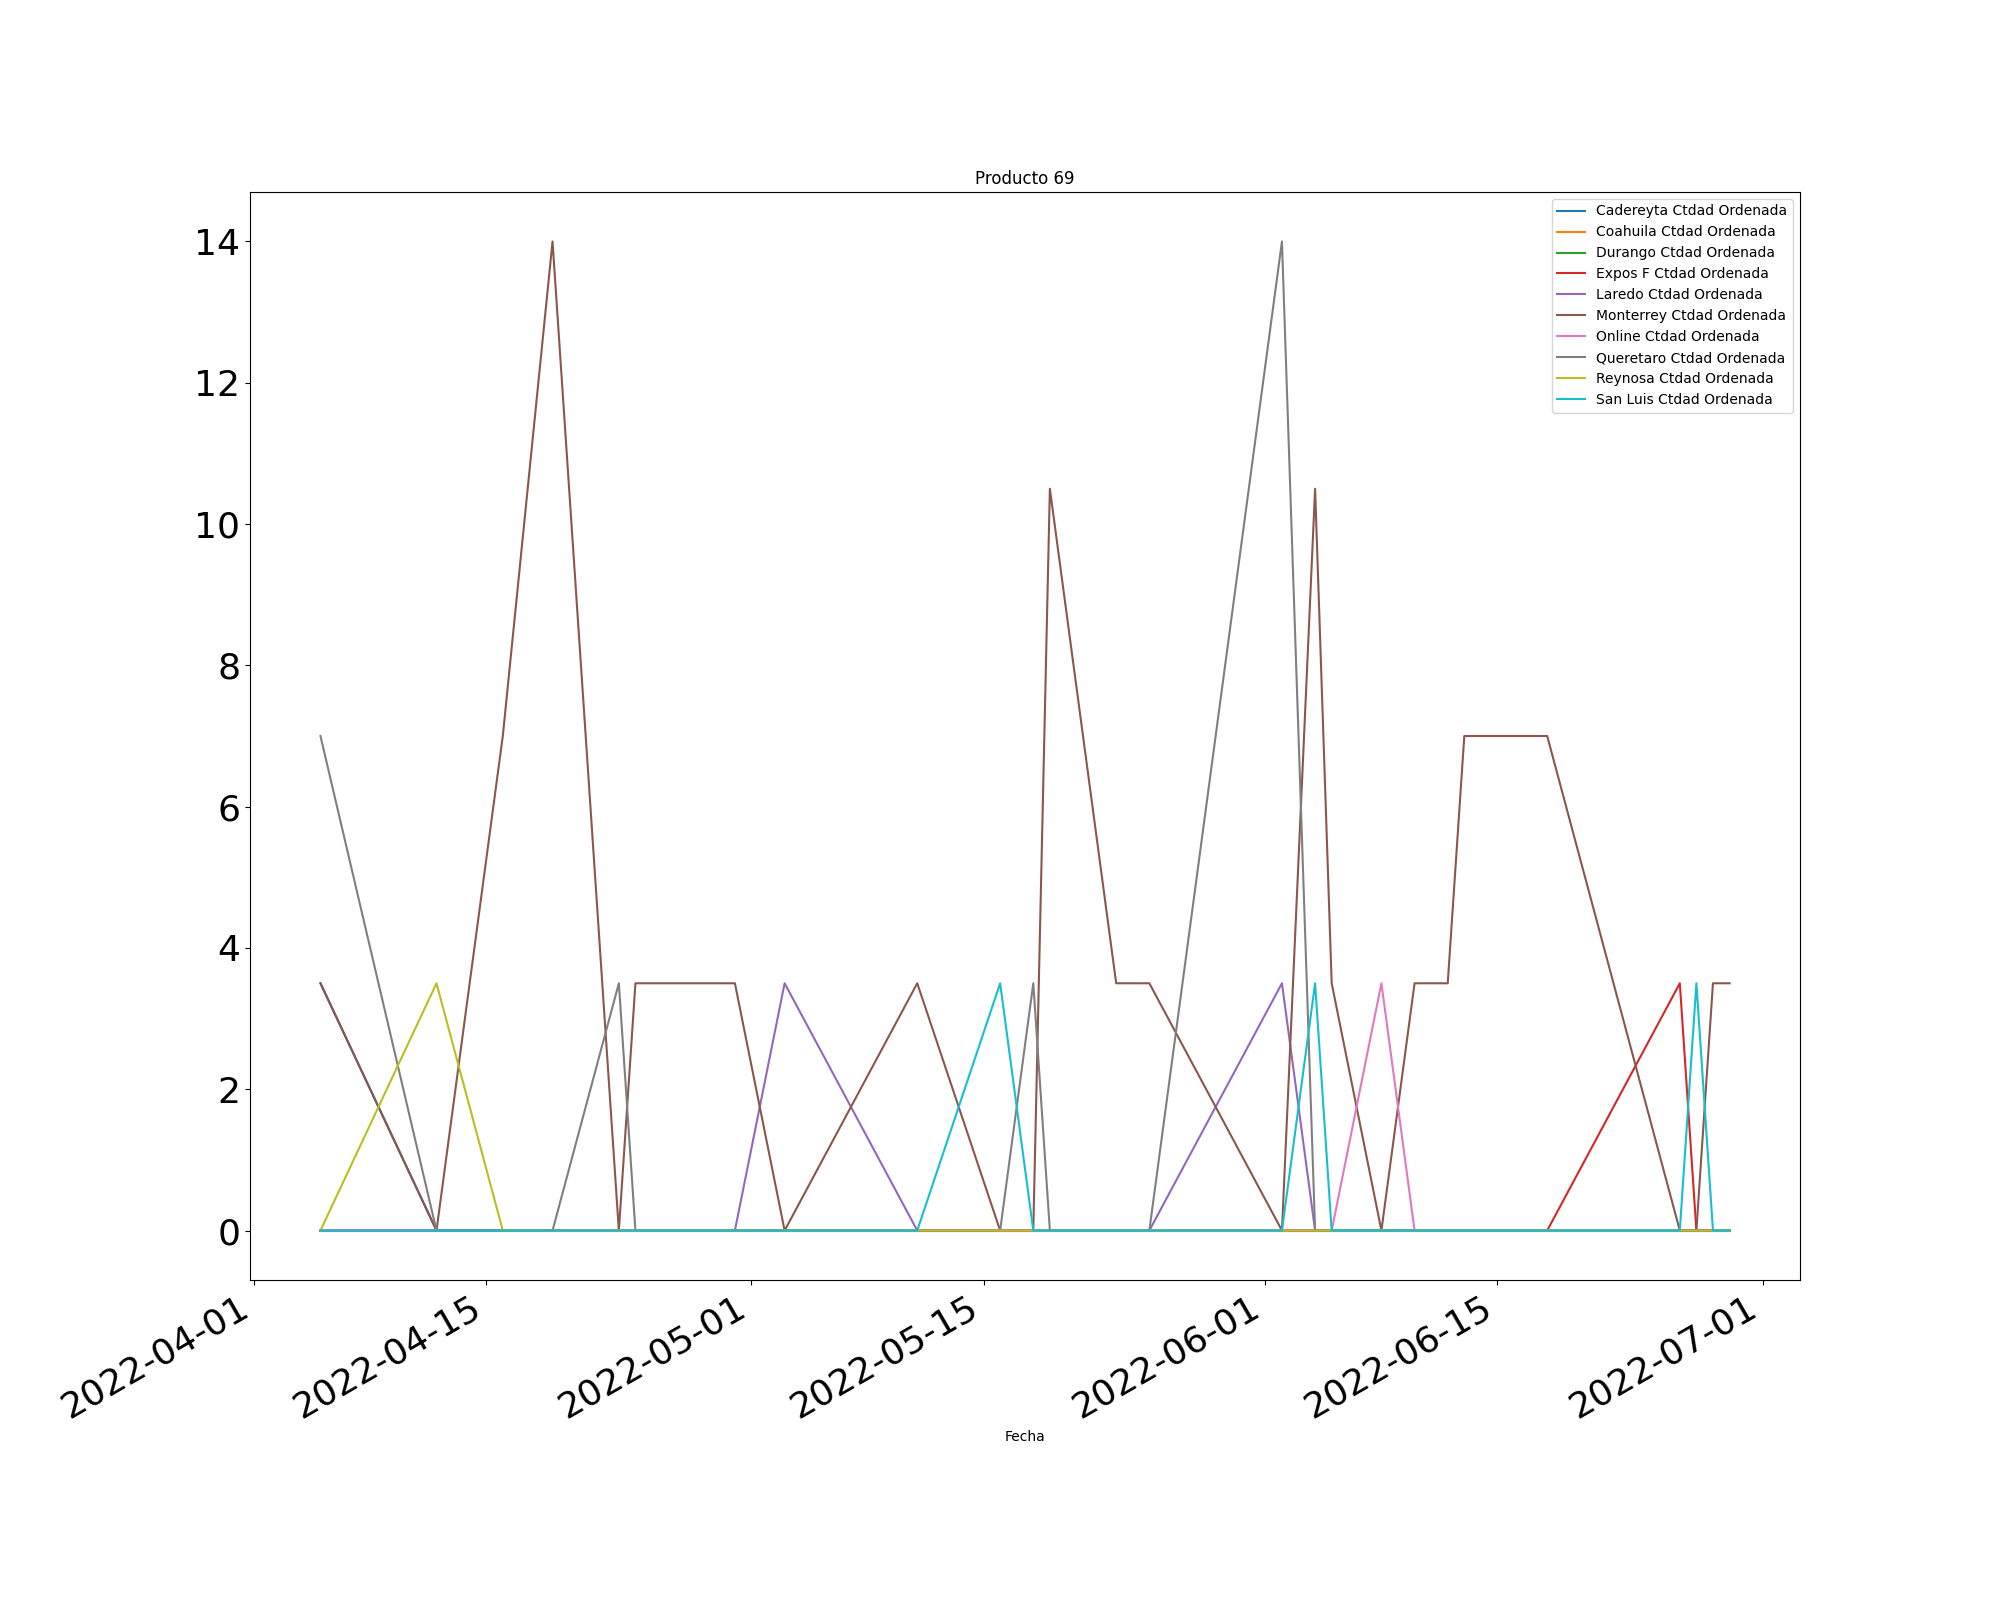 Producto 69
Cadereyta Ctdad Ordenada
Coahuila Ctdad Ordenada
Durango Ctdad Ordenada
Expos F Ctdad Ordenada
Laredo Ctdad Ordenada
Monterrey Ctdad Ordenada
Online Ctdad Ordenada
Queretaro Ctdad Ordenada
Reynosa Ctdad Ordenada
San Luis Ctdad Ordenada
14
12
10
8
6
4
2
0
2022-04-01
2022-04-15
2022-05-01
2022-05-15
2022-06-01
2022-06-15
2022-07-01
Fecha